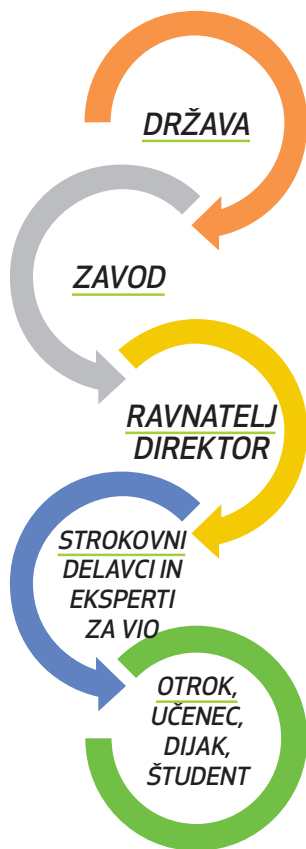 DRŽAVA
ZAVOD
RAVNATELJ
DIREKTOR
STROKOVNI
DELAVCI IN
EKSPERTI
ZA VIO
OTROK,
UČENEC,
DIJAK,
ŠTUDENT